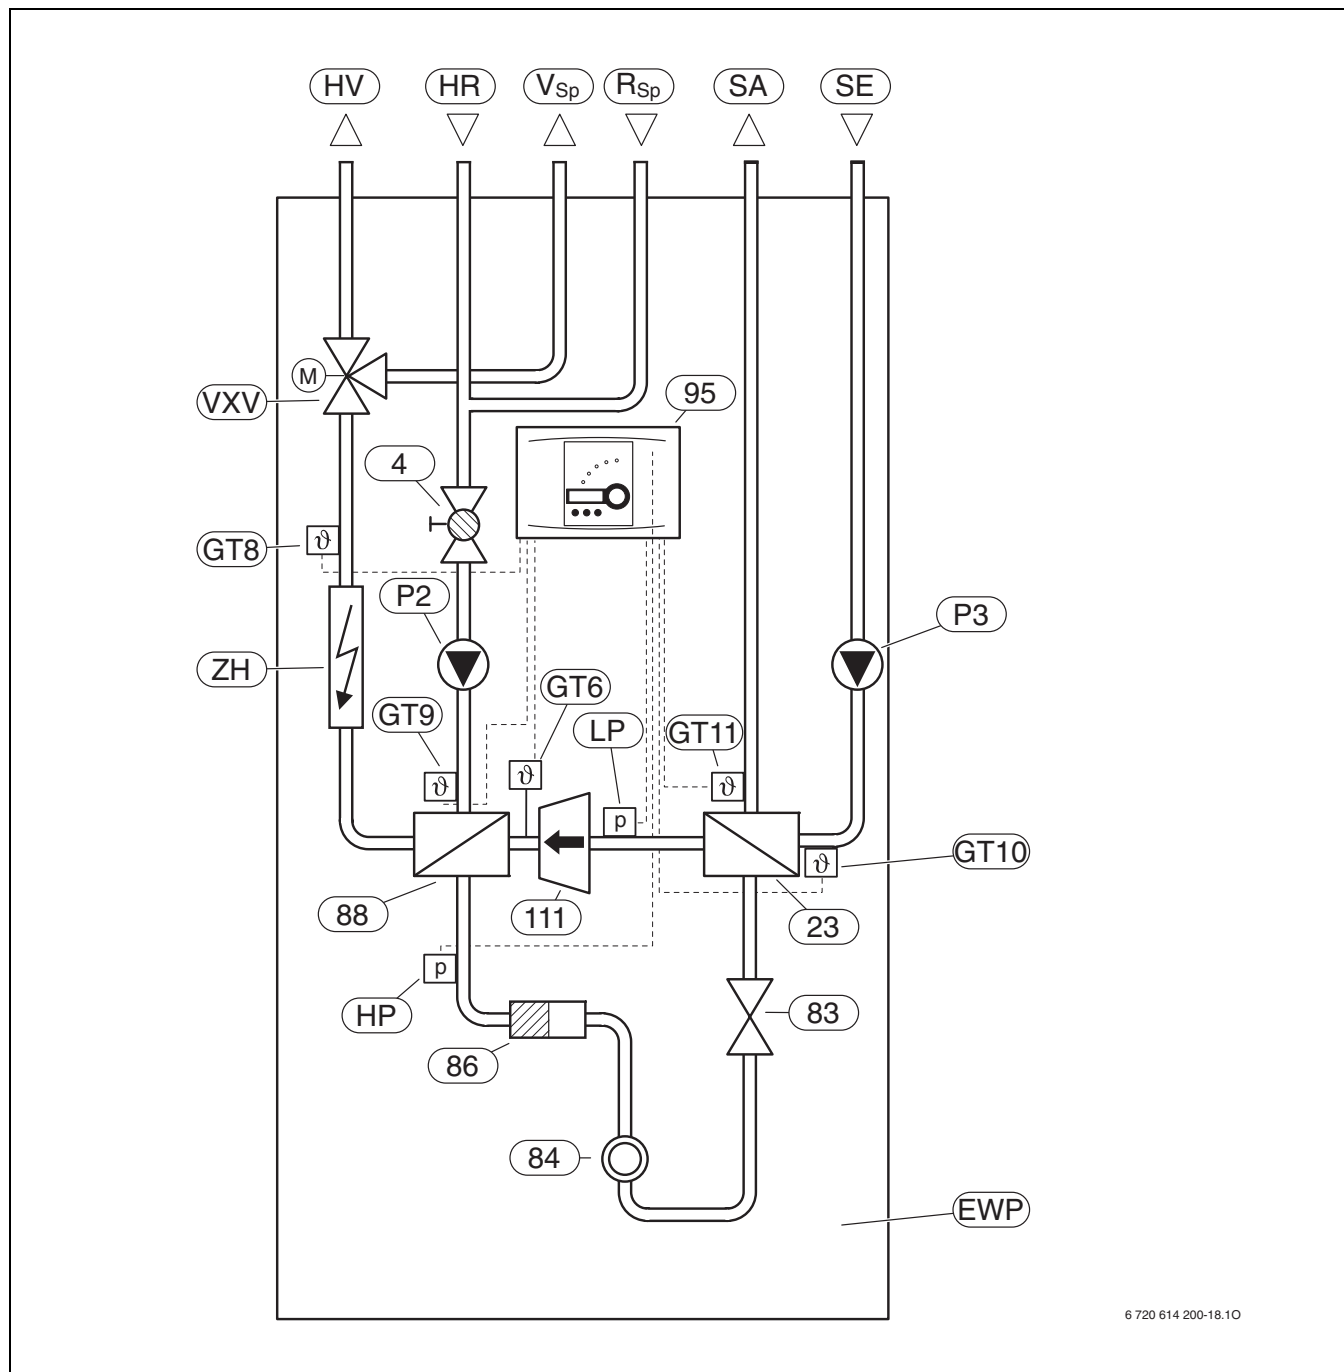 HV HR VSp RSp SA SE
M
VXV
95
4
GT8
ϑ
P2
P3
ZH
GT6
GT9
LP
GT11
ϑ
ϑ
ϑ
p
GT10
ϑ
88
111
23
p
HP
83
86
84
EWP
6 720 614 200-18.1O